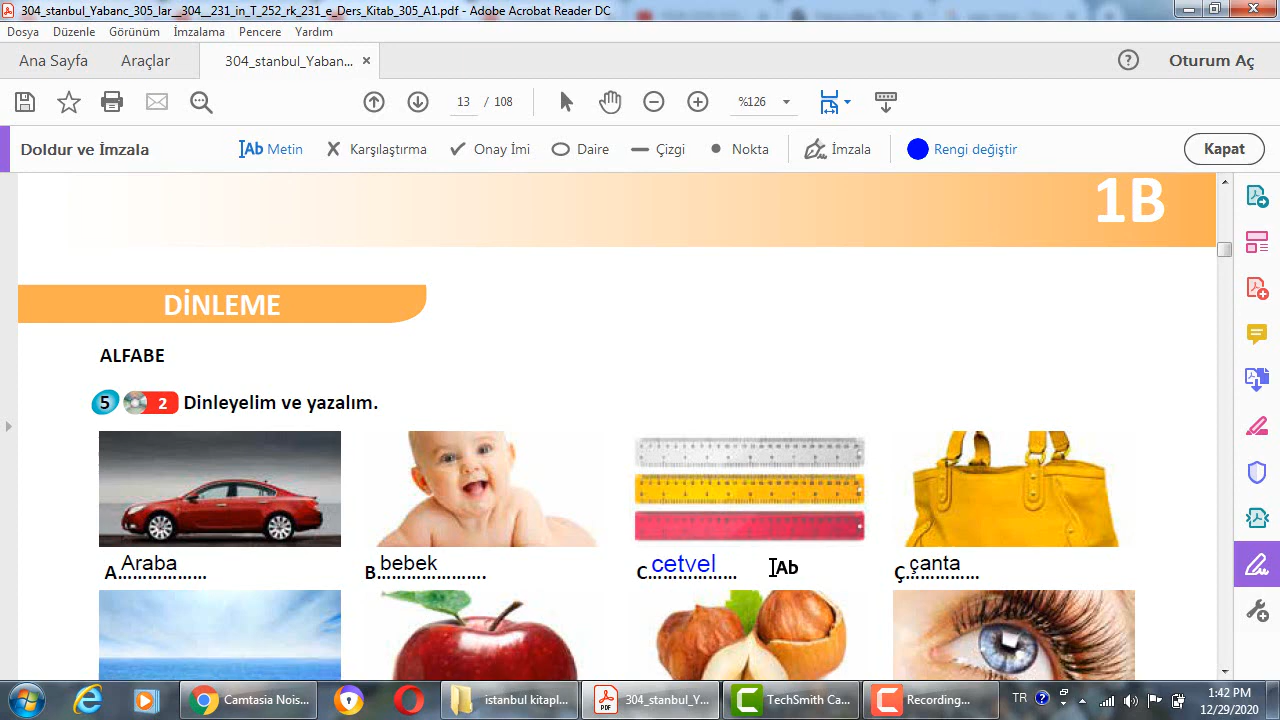 304_stanbul_Yabanc_305_lar__304__231_in_T_252_rk_231_e_Ders_Kitab_305_A1.pdf - Adobe Acrobat Reader DC
Dosya Düzenle Görünüm İmzalama Pencere Yardım
Ana Sayfa Araçlar 304_stanbul_Yaban... × ? Oturum Aç
13 / 108 %126
Doldur ve İmzala Ab Metin Karşılaştırma Onay İmi Daire Çizgi Nokta İmzala Rengi değiştir Kapat
1B
DİNLEME
ALFABE
5 2 Dinleyelim ve yazalım.
A Araba B bebek C cetvel Ab Ç çanta
Camtasia Nois... istanbul kitapl... 304_stanbul_Y... TechSmith Ca... Recording... TR 1:42 PM
12/29/2020